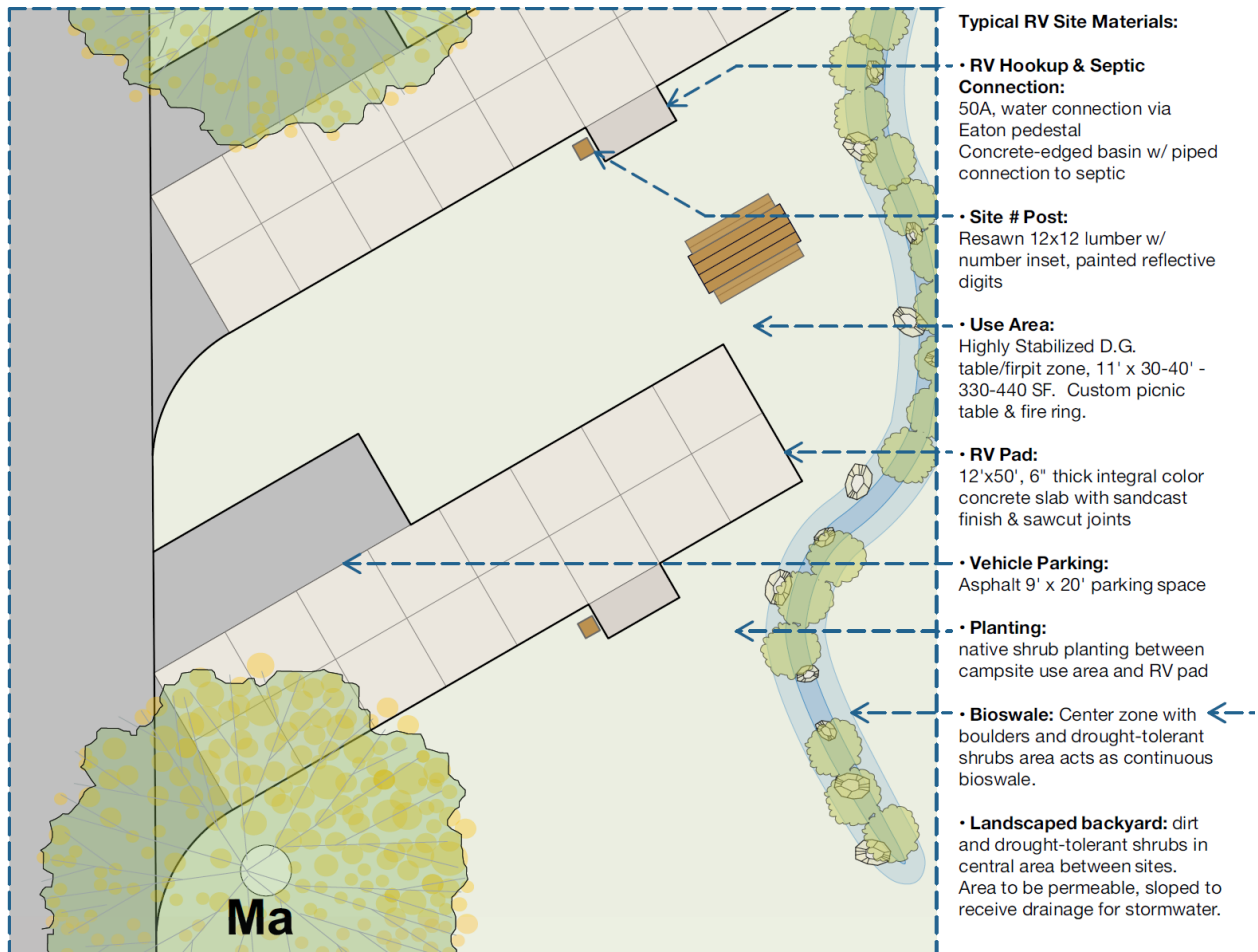 Typical RV Site Materials:
• RV Hookup & Septic
Connection:
50A, water connection via
Eaton pedestal
Concrete-edged basin w/ piped
connection to septic
• Site # Post:
Resawn 12x12 lumber w/
number inset, painted reflective
digits
• Use Area:
Highly Stabilized D.G.
table/firpit zone, 11' x 30-40' -
330-440 SF. Custom picnic
table & fire ring.
• RV Pad:
12'x50', 6" thick integral color
concrete slab with sandcast
finish & sawcut joints
• Vehicle Parking:
Asphalt 9' x 20' parking space
• Planting:
native shrub planting between
campsite use area and RV pad
• Bioswale: Center zone with
boulders and drought-tolerant
shrubs area acts as continuous
bioswale.
• Landscaped backyard: dirt
and drought-tolerant shrubs in
central area between sites.
Area to be permeable, sloped to
receive drainage for stormwater.
Ma